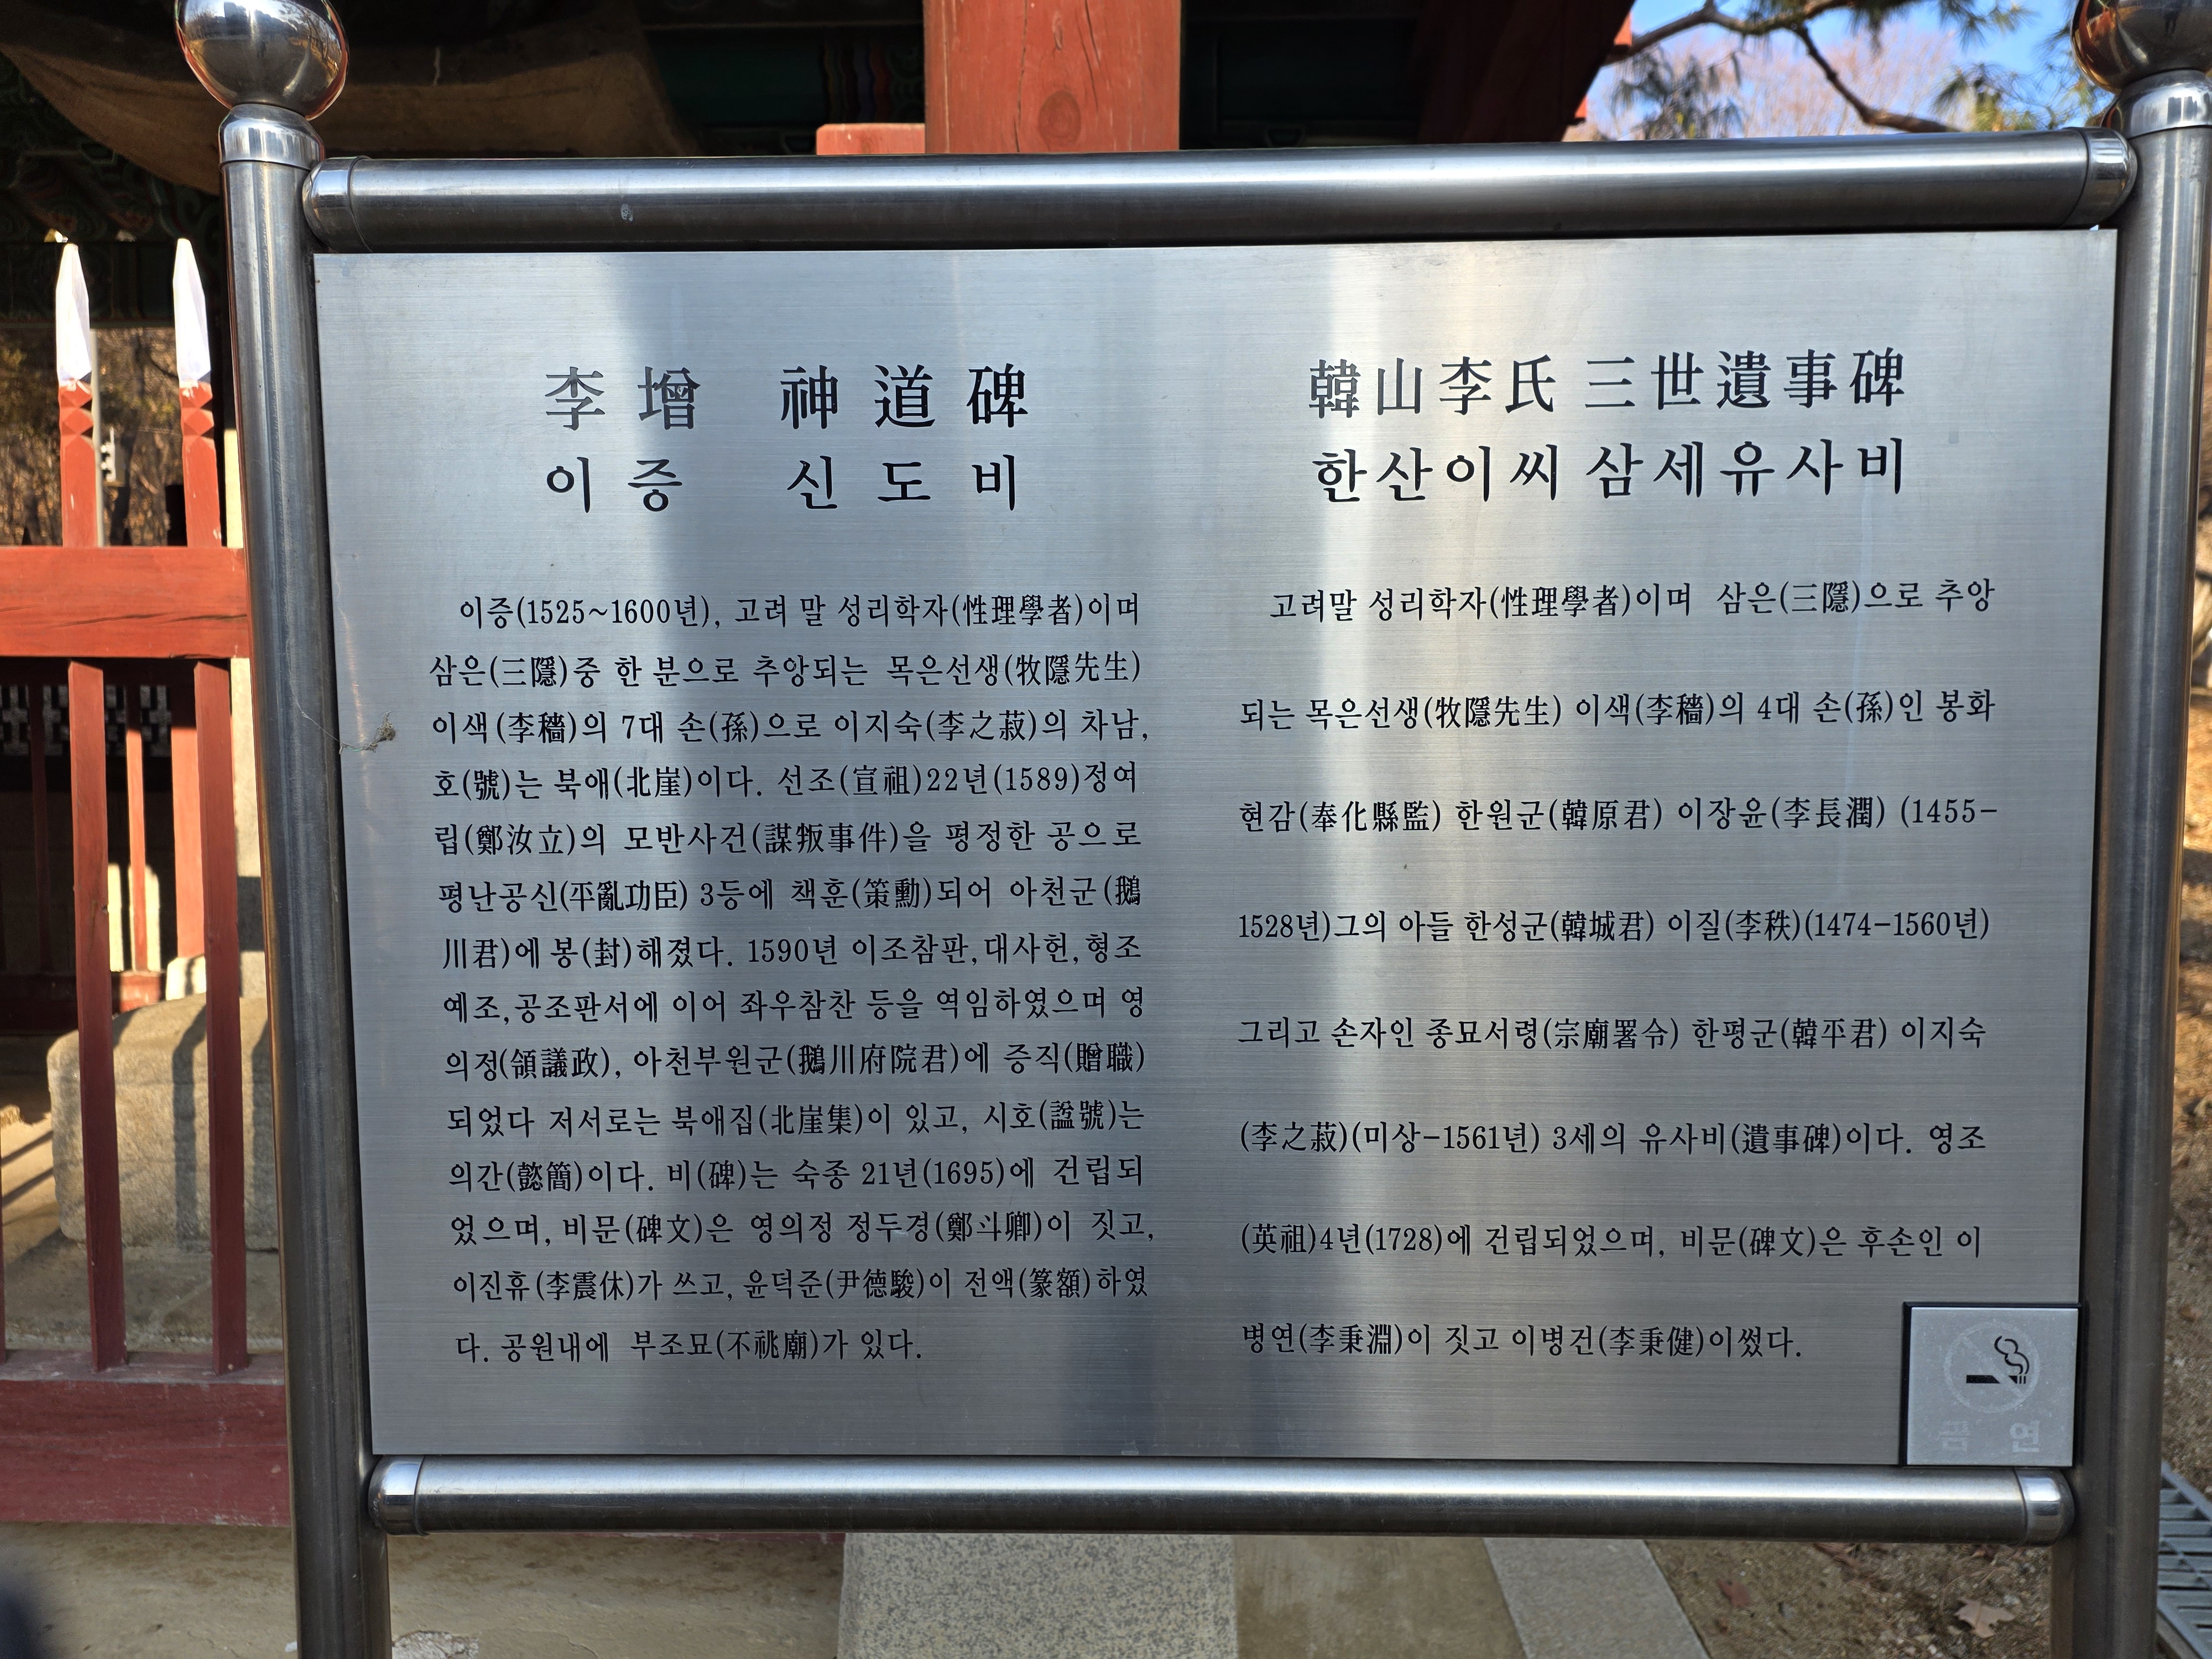 李增 神道碑
이증 신도비
이증(1525~1600년), 고려 말 성리학자(性理學者)이며
삼은(三隱)중 한 분으로 추앙되는 목은선생(牧隱先生)
이색(李穡)의 7대 손(孫)으로 이지숙(李之菽)의 차남,
호(號)는 북애(北崖)이다. 선조(宣祖)22년(1589)정여
립(鄭汝立)의 모반사건(謀叛事件)을 평정한 공으로
평난공신(平亂功臣) 3등에 책훈(策勳)되어 아천군(鵝
川君)에 봉(封)해졌다. 1590년 이조참판,대사헌,형조
예조,공조판서에 이어 좌우참찬 등을 역임하였으며 영
의정(領議政), 아천부원군(鵝川府院君)에 증직(贈職)
되었다 저서로는 북애집(北崖集)이 있고, 시호(諡號)는
의간(懿簡)이다. 비(碑)는 숙종 21년(1695)에 건립되
었으며, 비문(碑文)은 영의정 정두경(鄭斗卿)이 짓고,
이진휴(李震休)가 쓰고, 윤덕준(尹德駿)이 전액(篆額)하였
다. 공원내에 부조묘(不祧廟)가 있다.
韓山李氏 三世遺事碑
한산이씨 삼세유사비
고려말 성리학자(性理學者)이며 삼은(三隱)으로 추앙
되는 목은선생(牧隱先生) 이색(李穡)의 4대 손(孫)인 봉화
현감(奉化縣監) 한원군(韓原君) 이장윤(李長潤) (1455-
1528년)그의 아들 한성군(韓城君) 이질(李秩)(1474-1560년)
그리고 손자인 종묘서령(宗廟署令) 한평군(韓平君) 이지숙
(李之菽)(미상-1561년) 3세의 유사비(遺事碑)이다. 영조
(英祖)4년(1728)에 건립되었으며, 비문(碑文)은 후손인 이
병연(李秉淵)이 짓고 이병건(李秉健)이썼다.
금연